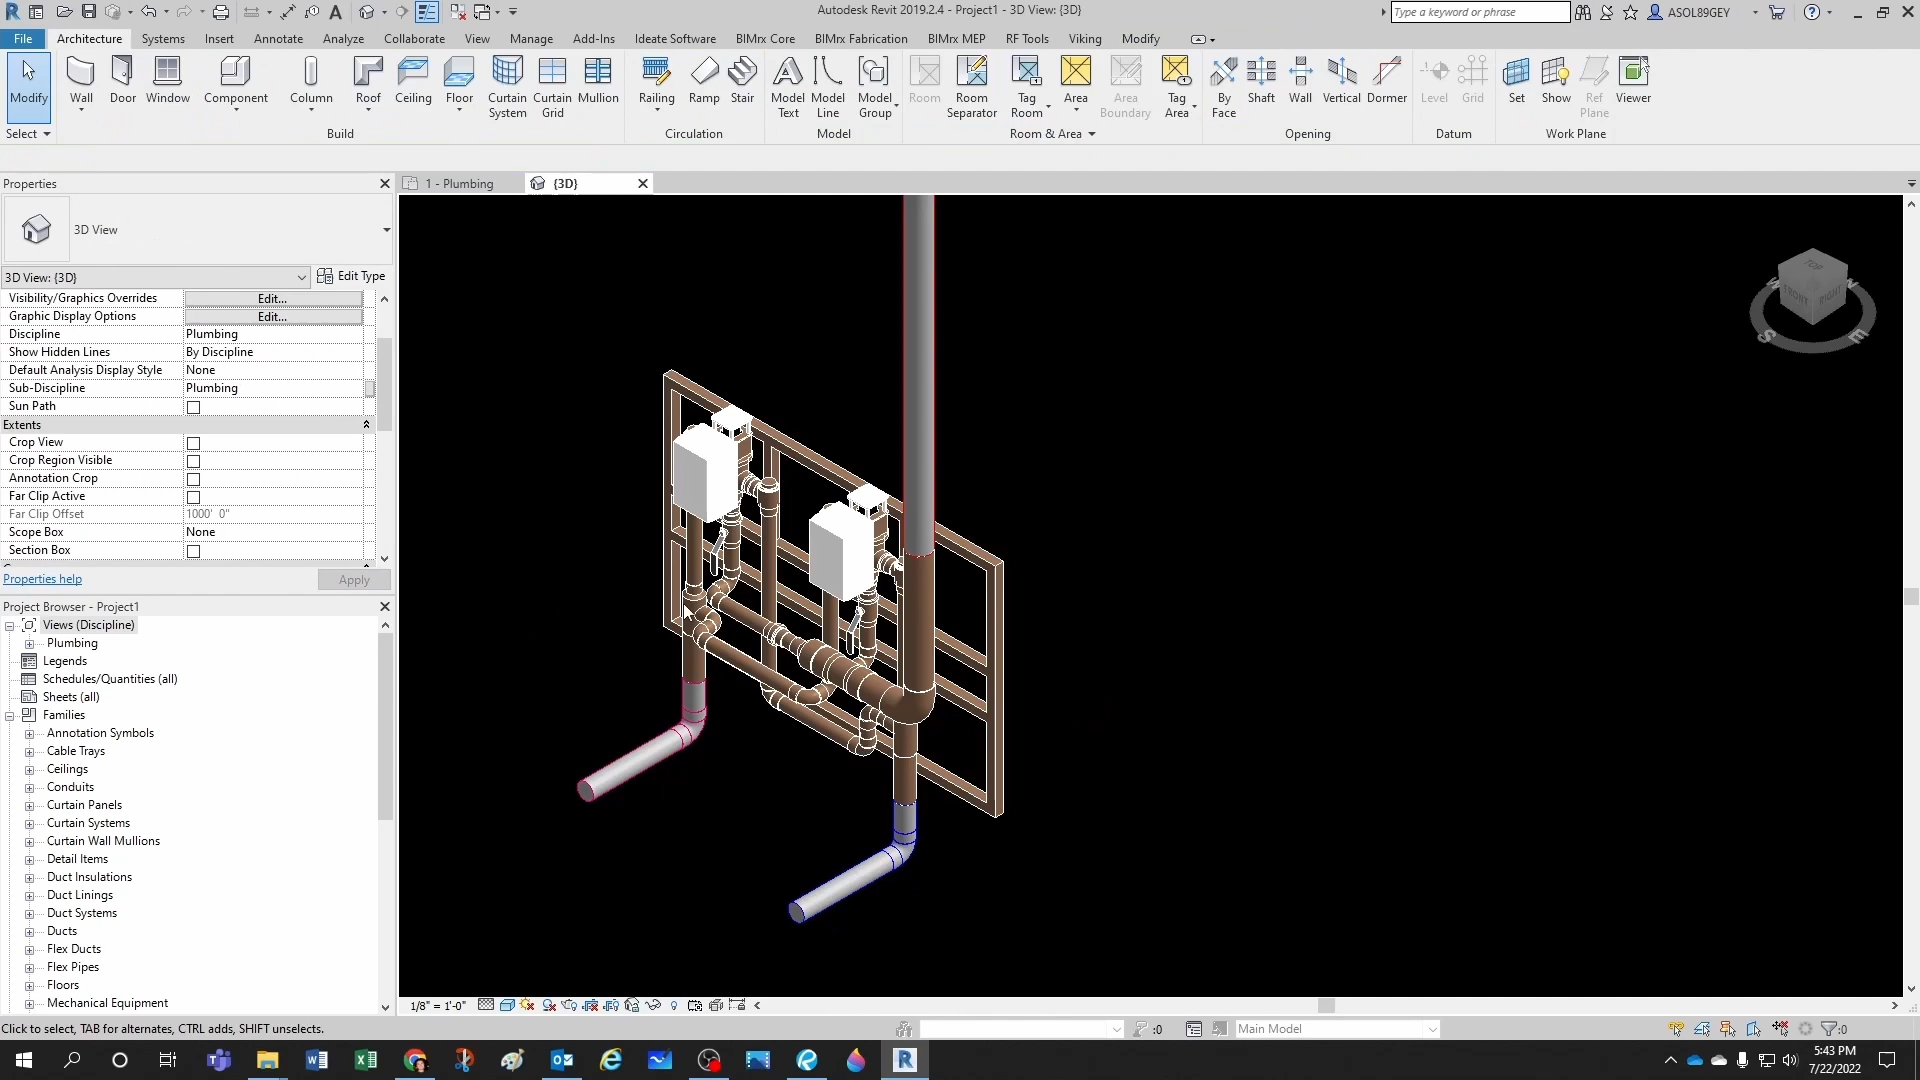 Autodesk Revit 2019.2.4 - Project1 - 3D View: {3D}
Type a keyword or phrase
ASOL89GEY
File
Architecture
Systems
Insert
Annotate
Analyze
Collaborate
View
Manage
Add-Ins
Ideate Software
BIMrx Core
BIMrx Fabrication
BIMrx MEP
RF Tools
Viking
Modify
Modify
Wall
Door
Window
Component
Column
Roof
Ceiling
Floor
Curtain System
Curtain Grid
Mullion
Railing
Ramp
Stair
Model Text
Model Line
Model Group
Room
Room Separator
Tag Room
Area
Area Boundary
Tag Area
By Face
Shaft
Wall
Vertical
Dormer
Level
Grid
Set
Show
Ref Plane
Viewer
Select
Build
Circulation
Model
Room & Area
Opening
Datum
Work Plane
Properties
1 - Plumbing
{3D}
3D View
3D View: {3D}
Edit Type
Visibility/Graphics Overrides
Edit...
Graphic Display Options
Edit...
Discipline
Plumbing
Show Hidden Lines
By Discipline
Default Analysis Display Style
None
Sub-Discipline
Plumbing
Sun Path
Extents
Crop View
Crop Region Visible
Annotation Crop
Far Clip Active
Far Clip Offset
1000' 0"
Scope Box
None
Section Box
Properties help
Apply
Project Browser - Project1
Views (Discipline)
Plumbing
Legends
Schedules/Quantities (all)
Sheets (all)
Families
Annotation Symbols
Cable Trays
Ceilings
Conduits
Curtain Panels
Curtain Systems
Curtain Wall Mullions
Detail Items
Duct Insulations
Duct Linings
Duct Systems
Ducts
Flex Ducts
Flex Pipes
Floors
Mechanical Equipment
TOP
FRONT
RIGHT
S
E
1/8" = 1'-0"
Click to select, TAB for alternates, CTRL adds, SHIFT unselects.
:0
Main Model
:0
5:43 PM
7/22/2022